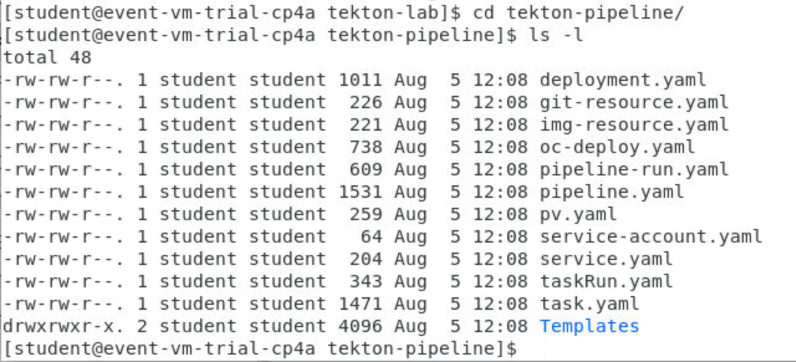 [student@event-vm-trial-cp4a tekton-lab]$ cd tekton-pipeline/
[student@event-vm-trial-cp4a tekton-pipeline]$ ls -l
total 48
-rw-rw-r--. 1 student student 1011 Aug  5 12:08 deployment.yaml
-rw-rw-r--. 1 student student  226 Aug  5 12:08 git-resource.yaml
-rw-rw-r--. 1 student student  221 Aug  5 12:08 img-resource.yaml
-rw-rw-r--. 1 student student  738 Aug  5 12:08 oc-deploy.yaml
-rw-rw-r--. 1 student student  609 Aug  5 12:08 pipeline-run.yaml
-rw-rw-r--. 1 student student 1531 Aug  5 12:08 pipeline.yaml
-rw-rw-r--. 1 student student  259 Aug  5 12:08 pv.yaml
-rw-rw-r--. 1 student student   64 Aug  5 12:08 service-account.yaml
-rw-rw-r--. 1 student student  204 Aug  5 12:08 service.yaml
-rw-rw-r--. 1 student student  343 Aug  5 12:08 taskRun.yaml
-rw-rw-r--. 1 student student 1471 Aug  5 12:08 task.yaml
drwxrwxr-x. 2 student student 4096 Aug  5 12:08 Templates
[student@event-vm-trial-cp4a tekton-pipeline]$